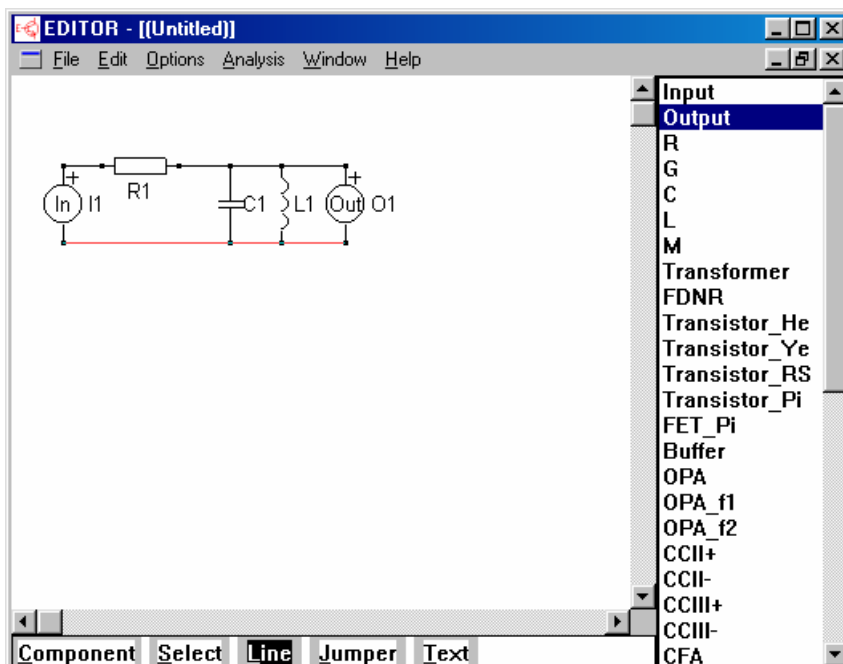 EDITOR - [(Untitled)]
File Edit Options Analysis Window Help
In I1 R1 C1 L1 Out O1
Input
Output
R
G
C
L
M
Transformer
FDNR
Transistor_He
Transistor_Ye
Transistor_RS
Transistor_Pi
FET_Pi
Buffer
OPA
OPA_f1
OPA_f2
CCII+
CCII-
CCIII+
CCIII-
CFA
Component Select Line Jumper Text